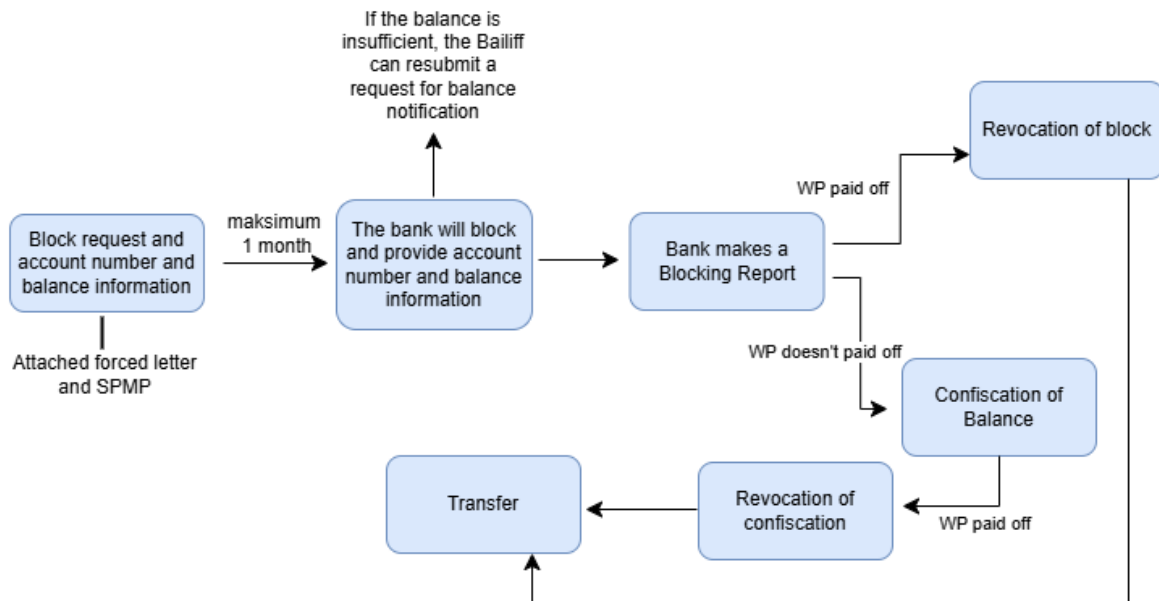 If the balance is
insufficient, the Bailiff
can resubmit a
request for balance
notification
Revocation of block
WP paid off
maksimum
1 month
Block request and
account number and
balance information
The bank will block
and provide account
number and balance
information
Bank makes a
Blocking Report
Attached forced letter
and SPMP
WP doesn't paid off
Confiscation of
Balance
Transfer
Revocation of
confiscation
WP paid off